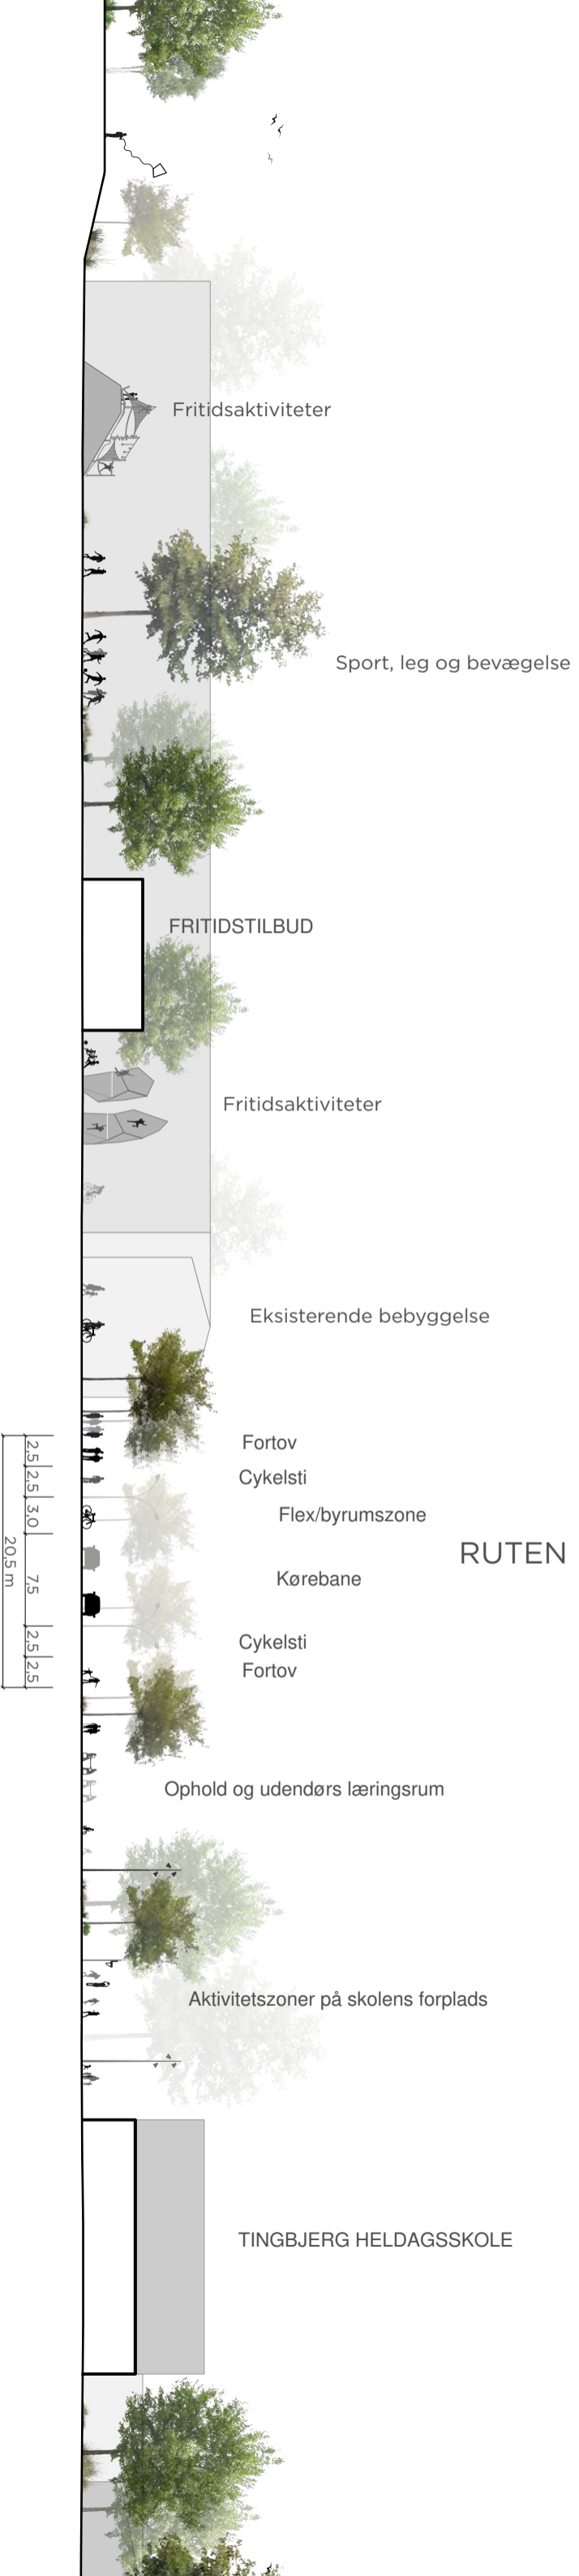 Fritidsaktiviteter
Sport, leg og bevægelse
FRITIDSTILBUD
Fritidsaktiviteter
Eksisterende bebyggelse
Fortov
Cykelsti
Flex/byrumszone
RUTEN
Kørebane
Cykelsti
Fortov
2,5
2,5
3,0
7,5
2,5
2,5
20,5 m
Ophold og udendørs læringsrum
Aktivitetszoner på skolens forplads
TINGBJERG HELDAGSSKOLE